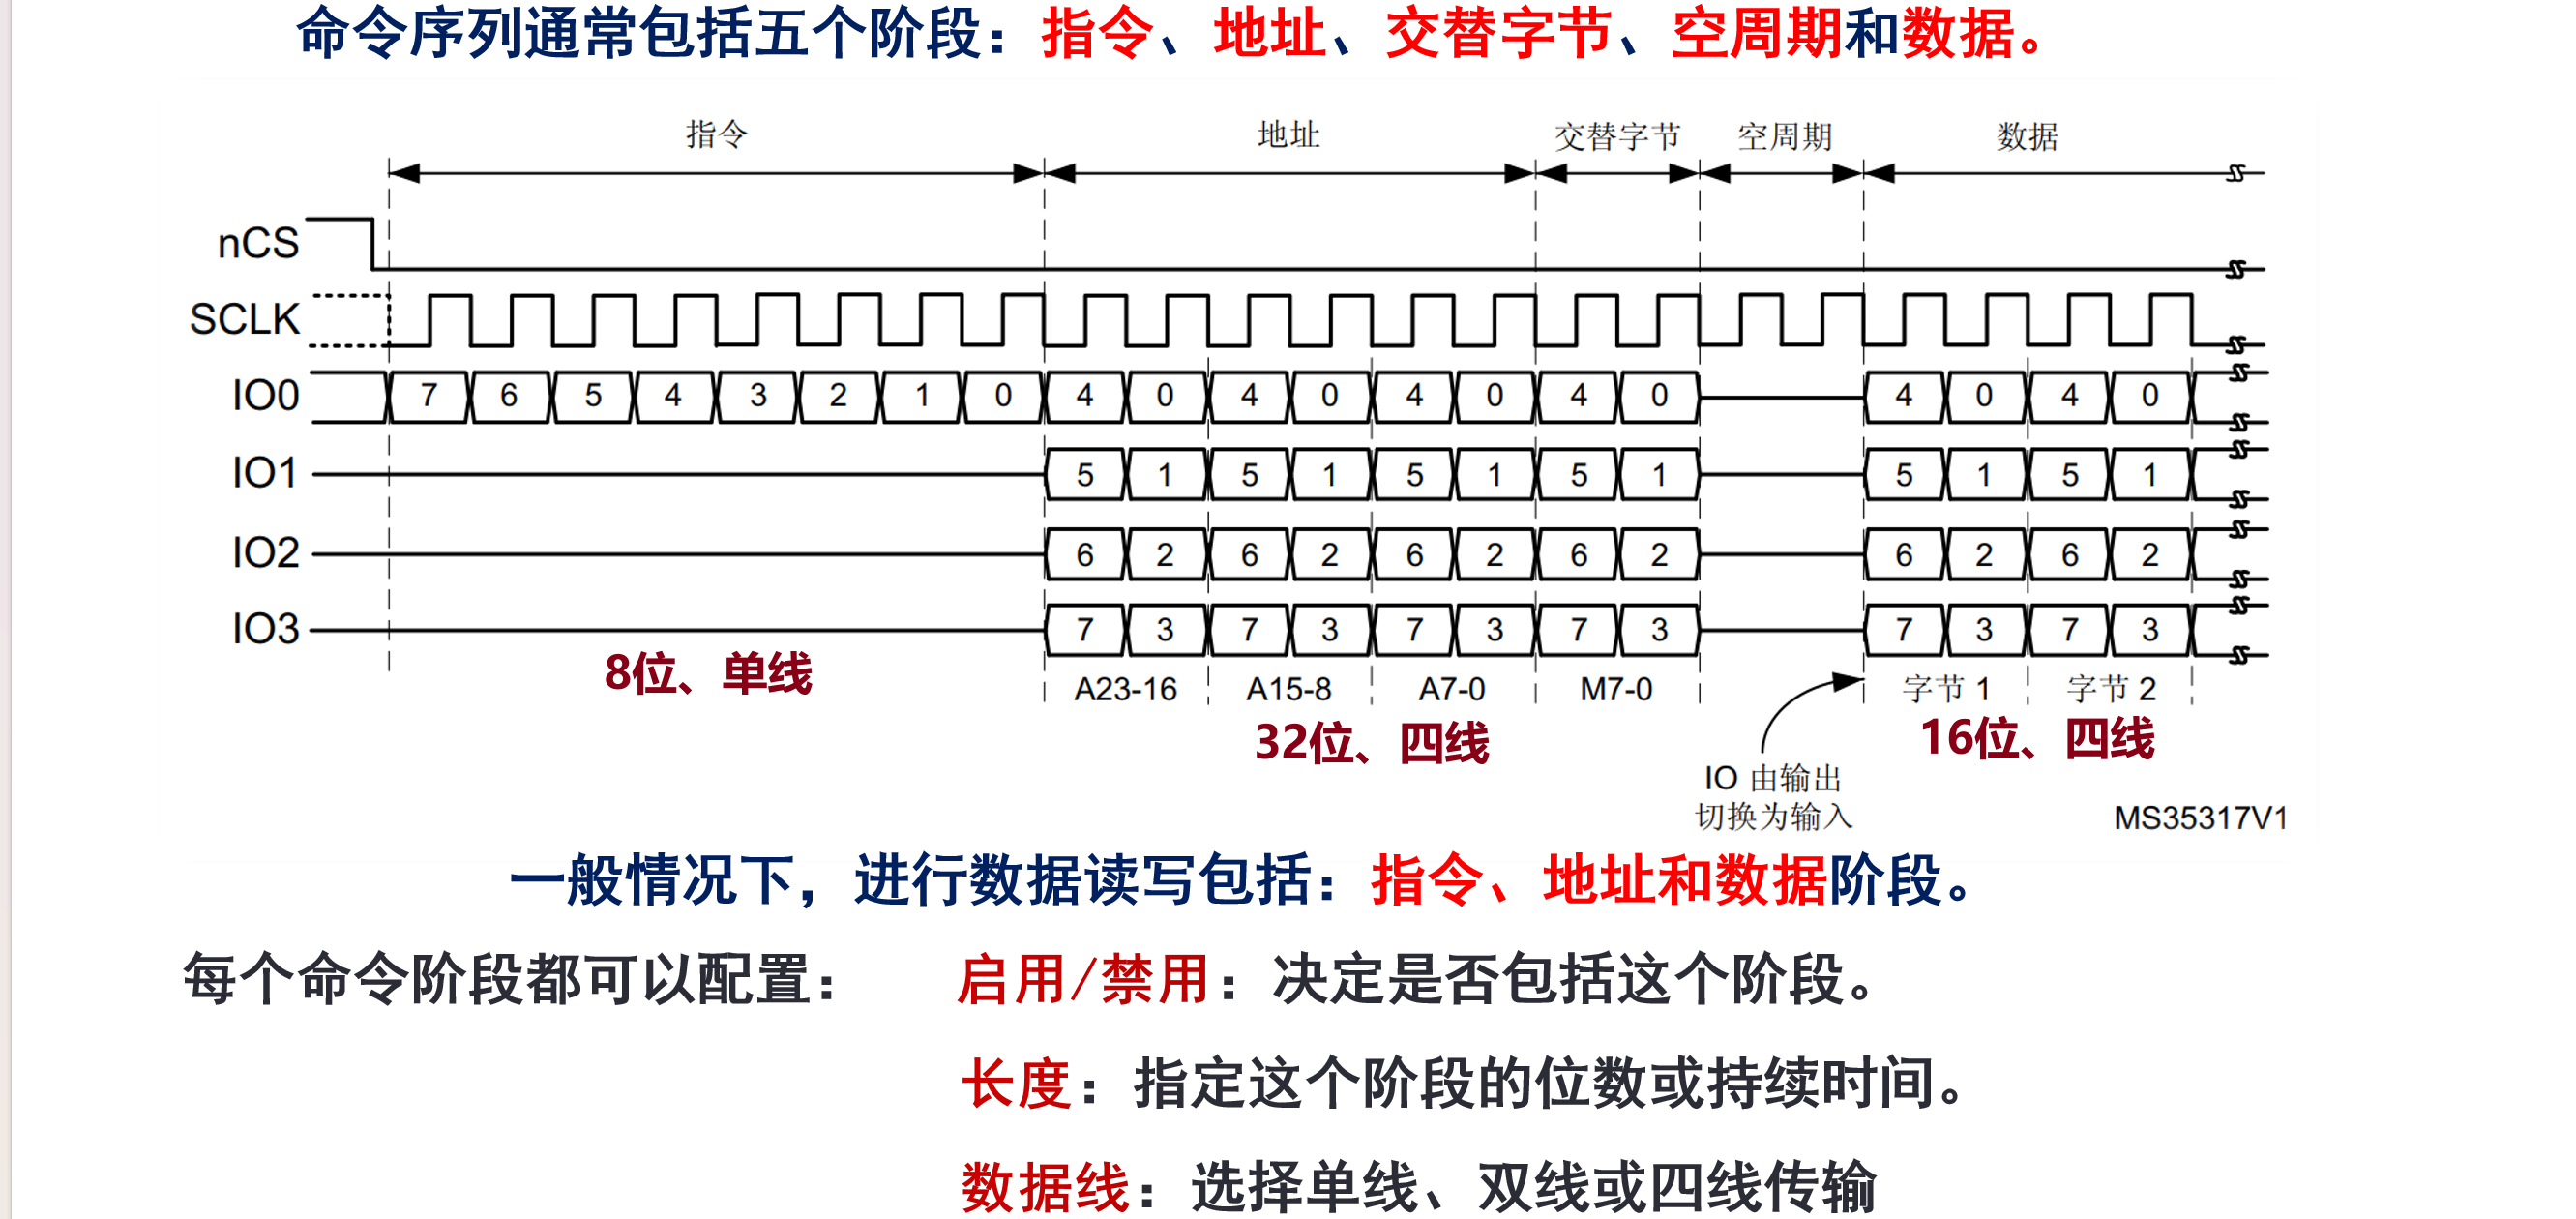 命令序列通常包括五个阶段：指令、地址、交替字节、空周期和数据。
指令 地址 交替字节 空周期 数据
nCS
SCLK
IO0 7 6 5 4 3 2 1 0 4 0 4 0 4 0 4 0 4 0 4 0
IO1 5 1 5 1 5 1 5 1 5 1 5 1
IO2 6 2 6 2 6 2 6 2 6 2 6 2
IO3 7 3 7 3 7 3 7 3 7 3 7 3
8位、单线
A23-16 A15-8 A7-0 M7-0 字节 1 字节 2
32位、四线 16位、四线
IO 由输出
切换为输入
MS35317V1
一般情况下，进行数据读写包括：指令、地址和数据阶段。
每个命令阶段都可以配置： 启用/禁用：决定是否包括这个阶段。
长度：指定这个阶段的位数或持续时间。
数据线：选择单线、双线或四线传输